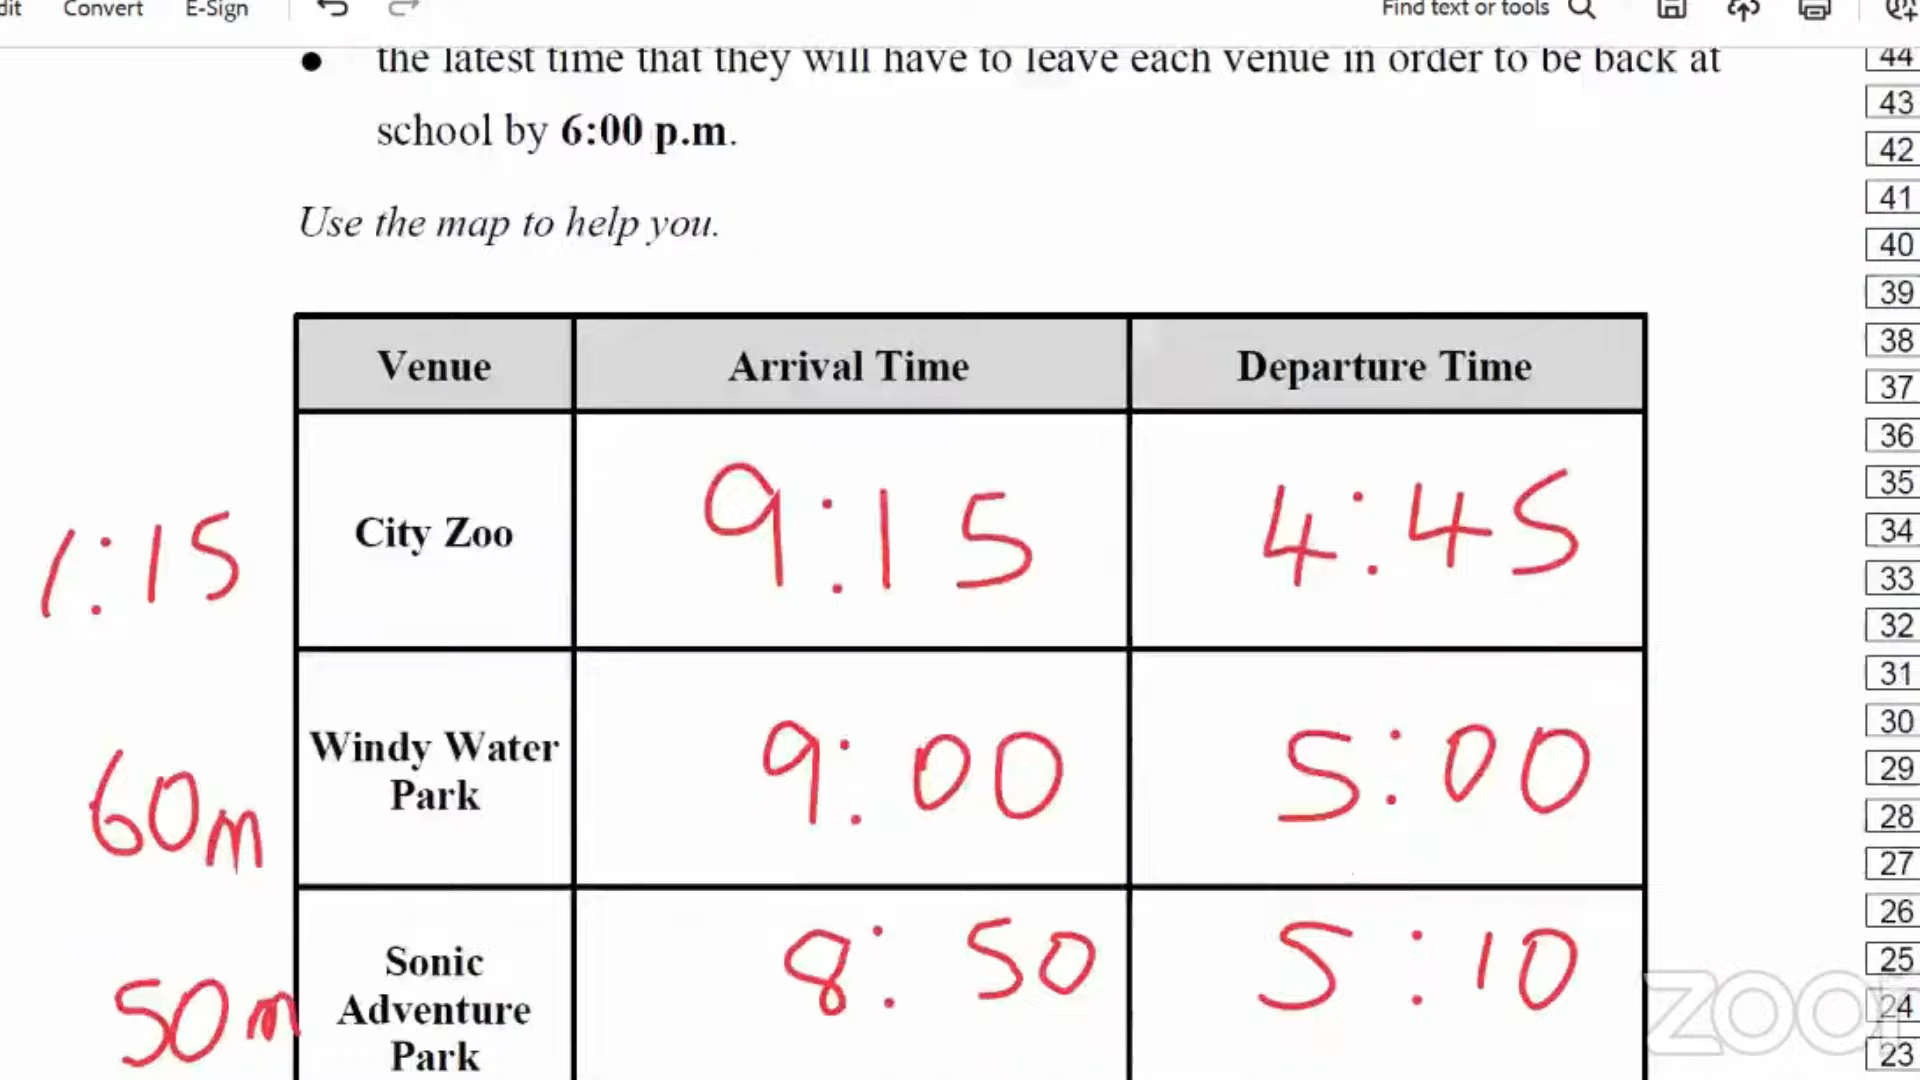 dit Convert E-Sign Find text or tools
• the latest time that they will have to leave each venue in order to be back at
school by 6:00 p.m.
Use the map to help you.
Venue Arrival Time Departure Time
1:15 City Zoo 9:15 4:45
60m Windy Water Park 9:00 5:00
50m Sonic Adventure Park 8:50 5:10
44
43
42
41
40
39
38
37
36
35
34
33
32
31
30
29
28
27
26
25
24
23
zoom